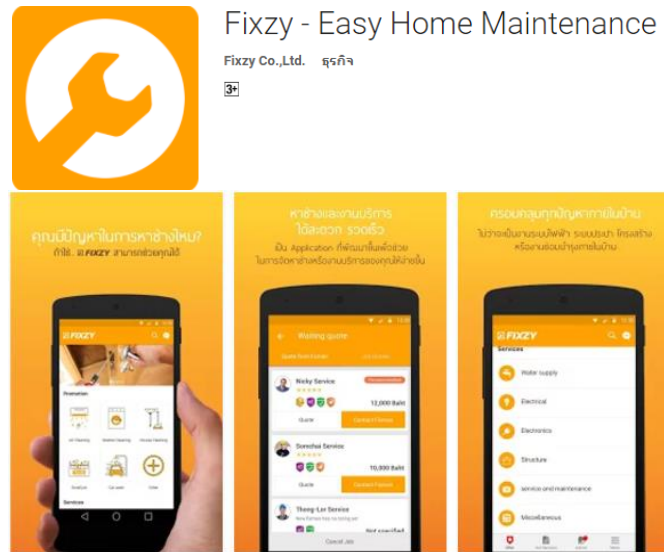 Fixzy - Easy Home Maintenance
Fixzy Co.,Ltd. ธุรกิจ
3+
คุณมีปัญหาในการหาช่างไหม?
ถ้าใช่.. FIXZY สามารถช่วยคุณได้
FIXZY
Promotion
Services
หาช่างและงานบริการ
ได้สะดวก รวดเร็ว
เป็น Application ที่พัฒนาขึ้นเพื่อช่วย
ในการจัดหาช่างหรืองานบริการของคุณให้ง่ายขึ้น
Waiting quote
Nicky Service
12,000 Baht
Quote
Somchai Service
10,000 Baht
Quote
Thong-Lor Service
Not specified
Cancel Job
ครอบคลุมทุกปัญหาภายในบ้าน
ไม่ว่าจะเป็นงานระบบไฟฟ้า ระบบประปา โครงสร้าง
หรืองานซ่อมบำรุงภายในบ้าน
FIXZY
Services
Water supply
Electrical
Electronics
Structure
service and maintenance
Miscellaneous